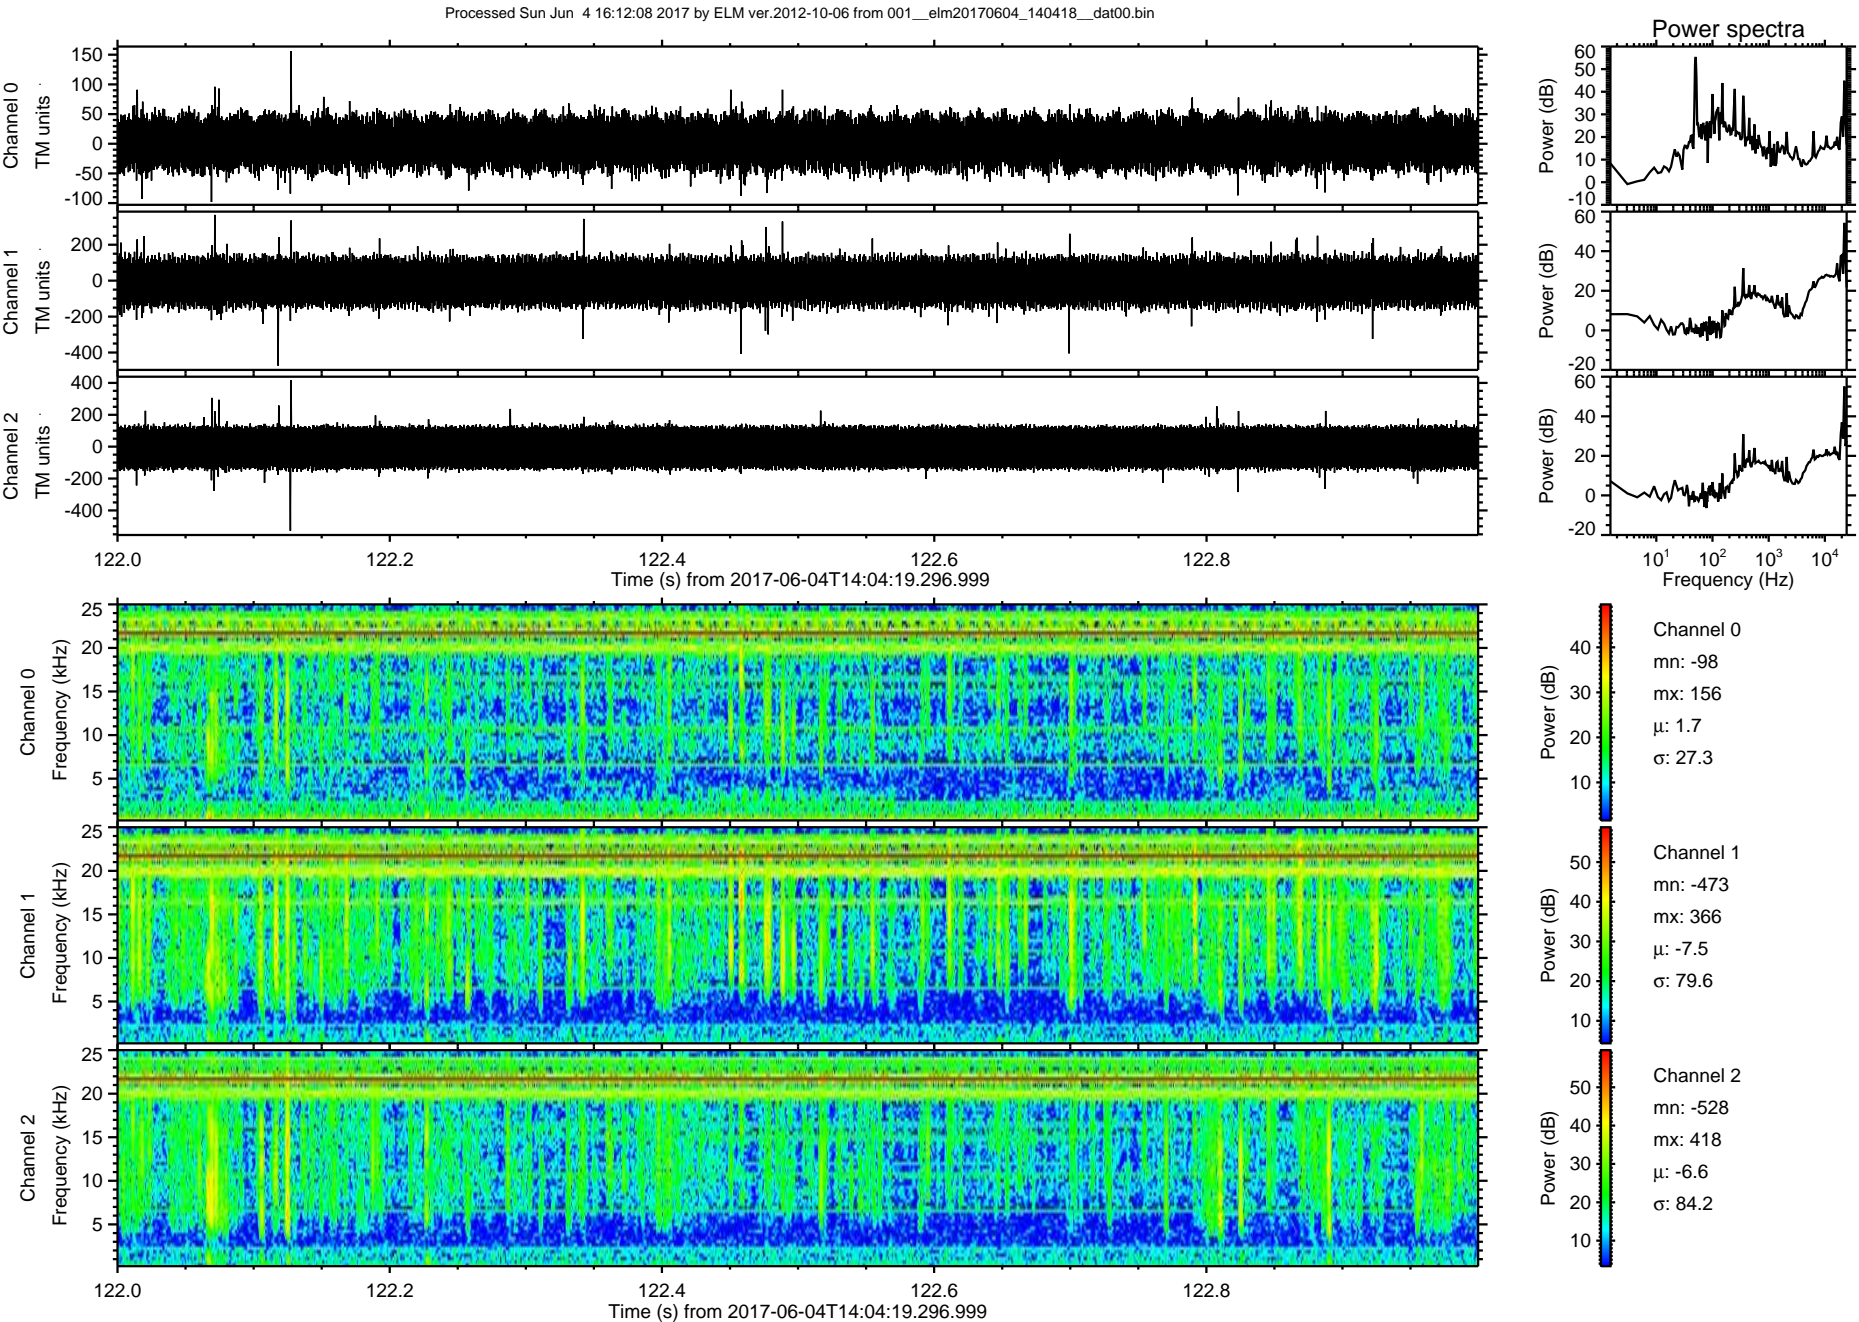 Processed Sun Jun  4 16:12:08 2017 by ELM ver.2012-10-06 from 001__elm20170604_140418__dat00.bin
Power spectra
Channel 0
TM units
150
100
50
0
-50
-100
Power (dB)
60
50
40
30
20
10
0
-10
Channel 1
TM units
200
0
-200
-400
Power (dB)
60
40
20
0
-20
Channel 2
TM units
400
200
0
-200
-400
Power (dB)
60
40
20
0
-20
122.0 122.2 122.4 122.6 122.8
Time (s) from 2017-06-04T14:04:19.296.999
10^1 10^2 10^3 10^4
Frequency (Hz)
Channel 0
Frequency (kHz)
25
20
15
10
5
Power (dB)
40
30
20
10
Channel 0
mn: -98
mx: 156
μ: 1.7
σ: 27.3
Channel 1
Frequency (kHz)
25
20
15
10
5
Power (dB)
50
40
30
20
10
Channel 1
mn: -473
mx: 366
μ: -7.5
σ: 79.6
Channel 2
Frequency (kHz)
25
20
15
10
5
Power (dB)
50
40
30
20
10
Channel 2
mn: -528
mx: 418
μ: -6.6
σ: 84.2
122.0 122.2 122.4 122.6 122.8
Time (s) from 2017-06-04T14:04:19.296.999